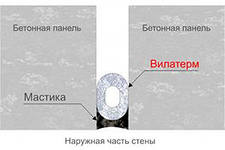 Бетонная панель
Бетонная панель
Вилатерм
Мастика
Наружная часть стены